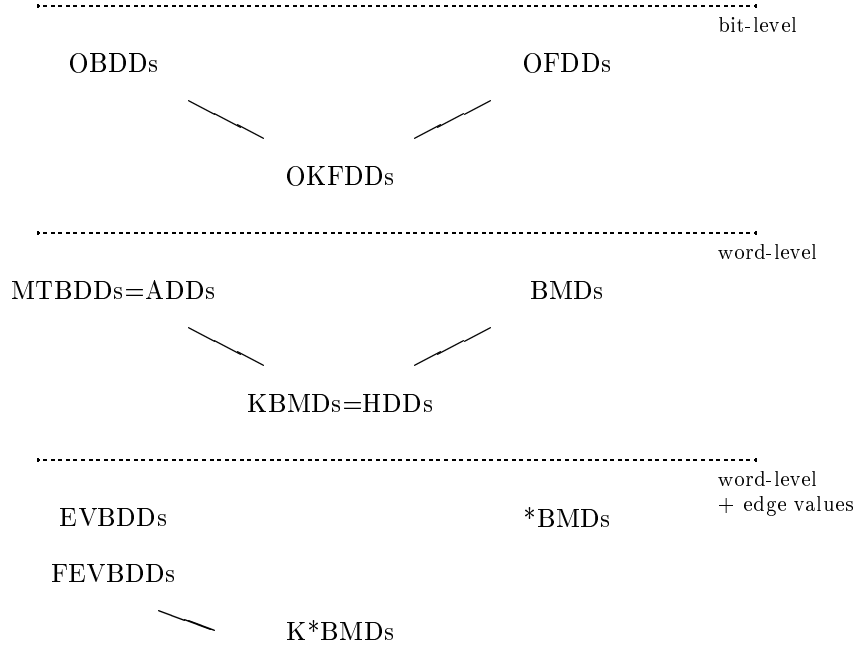 bit-level
OBDDs OFDDs
OKFDDs
word-level
MTBDDs=ADDs BMDs
KBMDs=HDDs
word-level
+ edge values
EVBDDs *BMDs
FEVBDDs
K*BMDs